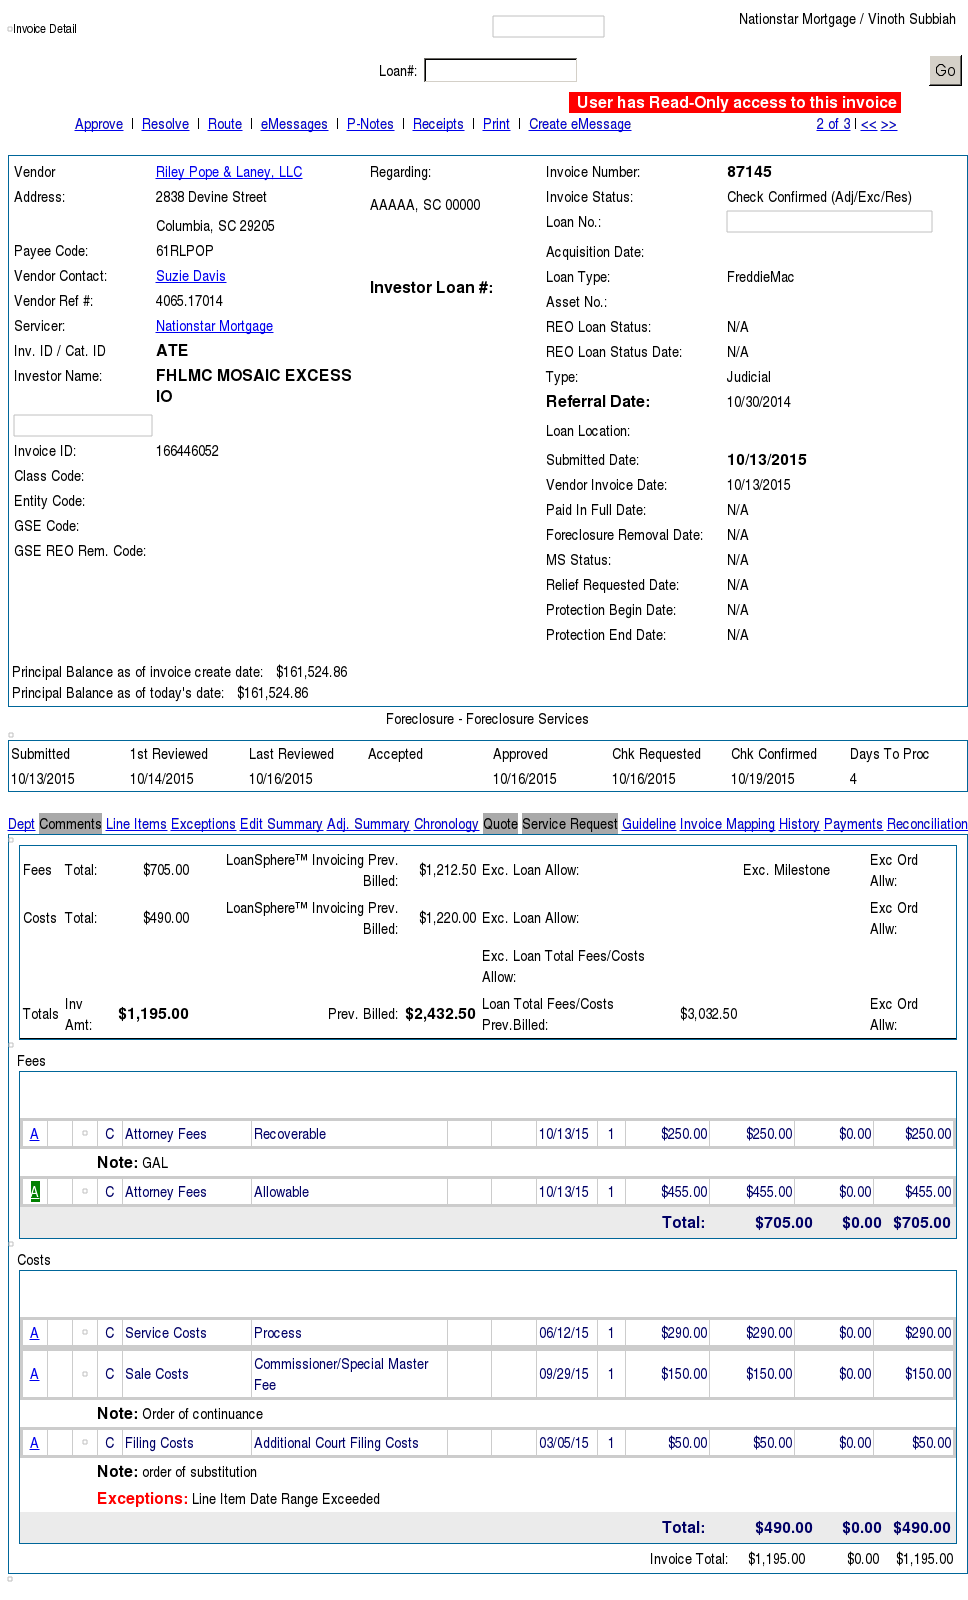 Invoice Detail
Nationstar Mortgage / Vinoth Subbiah
Loan#:
Go
User has Read-Only access to this invoice
Approve | Resolve | Route | eMessages | P-Notes | Receipts | Print | Create eMessage 2 of 3 | << >>
Vendor Riley Pope & Laney, LLC Regarding: Invoice Number: 87145
Address: 2838 Devine Street AAAAA, SC 00000 Invoice Status: Check Confirmed (Adj/Exc/Res)
Columbia, SC 29205 Loan No.:
Payee Code: 61RLPOP Acquisition Date:
Vendor Contact: Suzie Davis Investor Loan #: Loan Type: FreddieMac
Vendor Ref #: 4065.17014 Asset No.:
Servicer: Nationstar Mortgage REO Loan Status: N/A
Inv. ID / Cat. ID ATE REO Loan Status Date: N/A
Investor Name: FHLMC MOSAIC EXCESS Type: Judicial
IO Referral Date: 10/30/2014
Loan Location:
Invoice ID: 166446052 Submitted Date: 10/13/2015
Class Code: Vendor Invoice Date: 10/13/2015
Entity Code: Paid In Full Date: N/A
GSE Code: Foreclosure Removal Date: N/A
GSE REO Rem. Code: MS Status: N/A
Relief Requested Date: N/A
Protection Begin Date: N/A
Protection End Date: N/A
Principal Balance as of invoice create date: $161,524.86
Principal Balance as of today's date: $161,524.86
Foreclosure - Foreclosure Services
Submitted 1st Reviewed Last Reviewed Accepted Approved Chk Requested Chk Confirmed Days To Proc
10/13/2015 10/14/2015 10/16/2015 10/16/2015 10/16/2015 10/19/2015 4
Dept Comments Line Items Exceptions Edit Summary Adj. Summary Chronology Quote Service Request Guideline Invoice Mapping History Payments Reconciliation
Fees Total: $705.00 LoanSphere™ Invoicing Prev. Billed: $1,212.50 Exc. Loan Allow: Exc. Milestone Exc Ord Allw:
Costs Total: $490.00 LoanSphere™ Invoicing Prev. Billed: $1,220.00 Exc. Loan Allow: Exc Ord Allw:
Exc. Loan Total Fees/Costs Allow:
Totals Inv Amt: $1,195.00 Prev. Billed: $2,432.50 Loan Total Fees/Costs Prev.Billed: $3,032.50 Exc Ord Allw:
Fees
A C Attorney Fees Recoverable 10/13/15 1 $250.00 $250.00 $0.00 $250.00
Note: GAL
A C Attorney Fees Allowable 10/13/15 1 $455.00 $455.00 $0.00 $455.00
Total: $705.00 $0.00 $705.00
Costs
A C Service Costs Process 06/12/15 1 $290.00 $290.00 $0.00 $290.00
A C Sale Costs Commissioner/Special Master Fee 09/29/15 1 $150.00 $150.00 $0.00 $150.00
Note: Order of continuance
A C Filing Costs Additional Court Filing Costs 03/05/15 1 $50.00 $50.00 $0.00 $50.00
Note: order of substitution
Exceptions: Line Item Date Range Exceeded
Total: $490.00 $0.00 $490.00
Invoice Total: $1,195.00 $0.00 $1,195.00